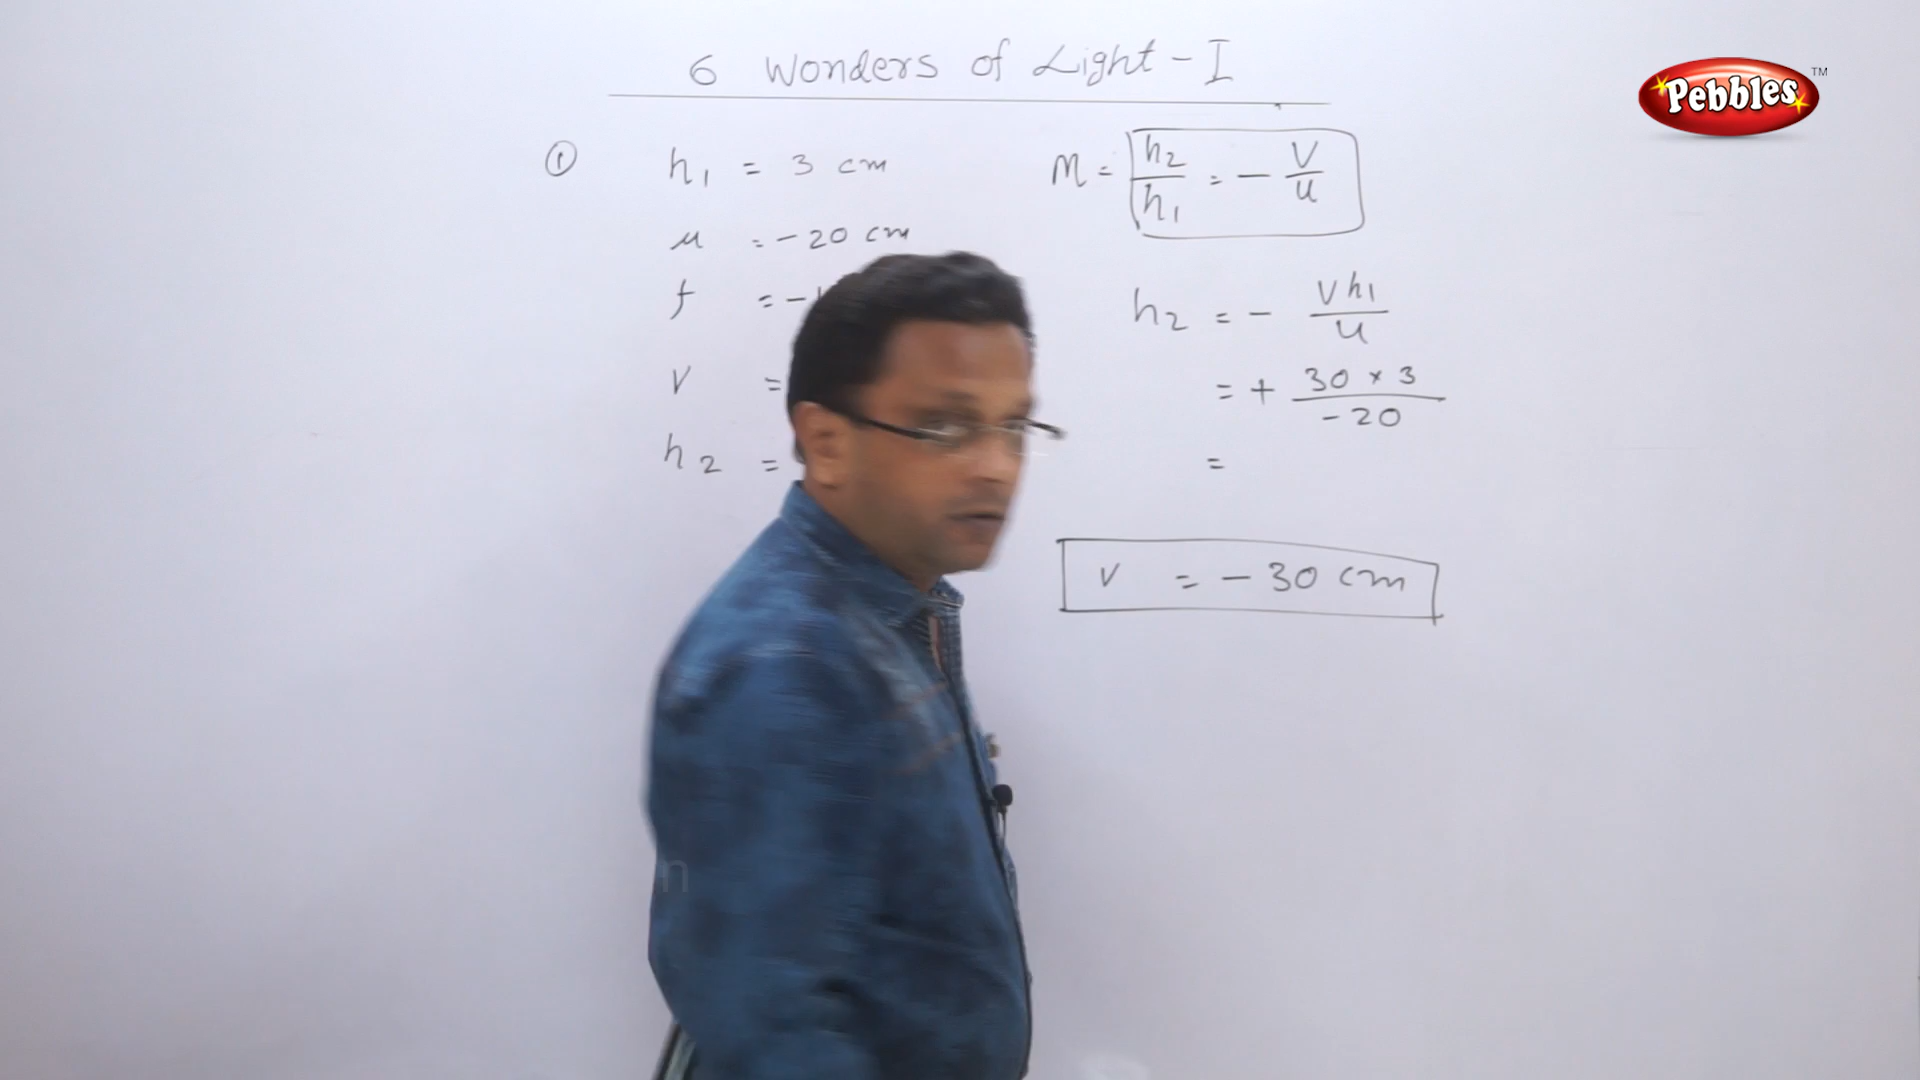 6 Wonders of Light - I
Pebbles TM
① h1 = 3 cm
u = -20 cm
f = -
v =
h2 =
M = h2/h1 = - v/u
h2 = - vh1/u
= + 30 × 3/-20
=
v = - 30 cm
n